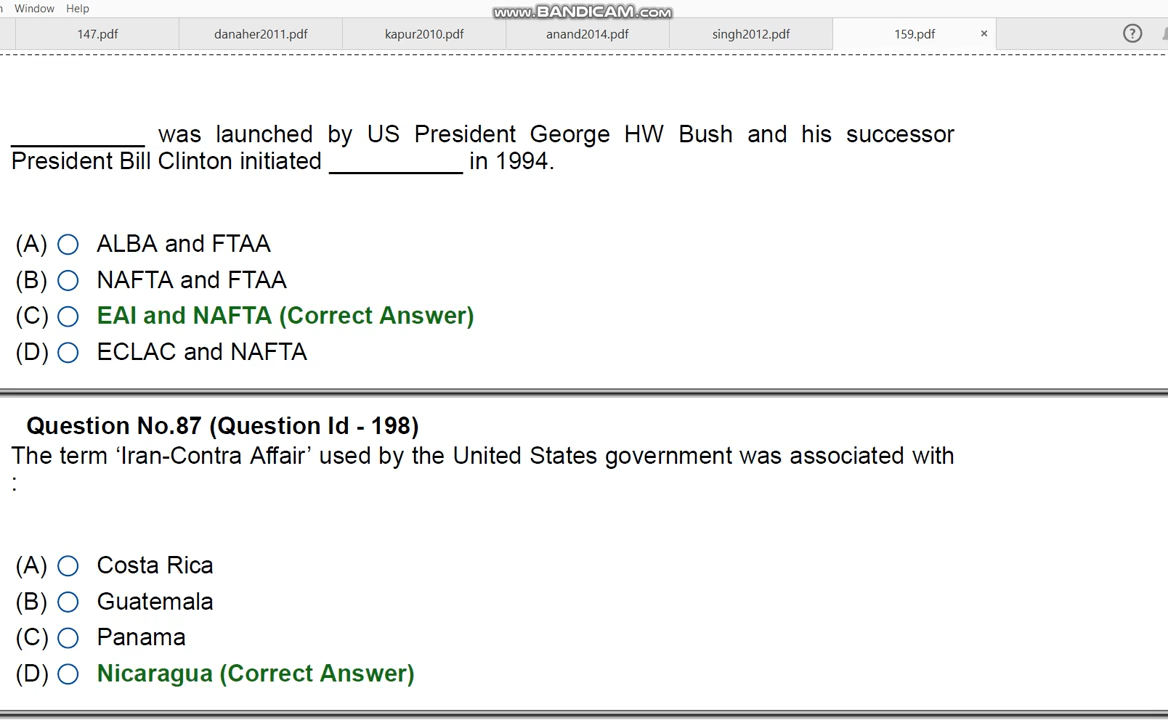 Window Help
www.BANDICAM.com
147.pdf danaher2011.pdf kapur2010.pdf anand2014.pdf singh2012.pdf 159.pdf × ?
__________ was launched by US President George HW Bush and his successor
President Bill Clinton initiated __________ in 1994.
(A) ALBA and FTAA
(B) NAFTA and FTAA
(C) EAI and NAFTA (Correct Answer)
(D) ECLAC and NAFTA
Question No.87 (Question Id - 198)
The term ‘Iran-Contra Affair’ used by the United States government was associated with
:
(A) Costa Rica
(B) Guatemala
(C) Panama
(D) Nicaragua (Correct Answer)